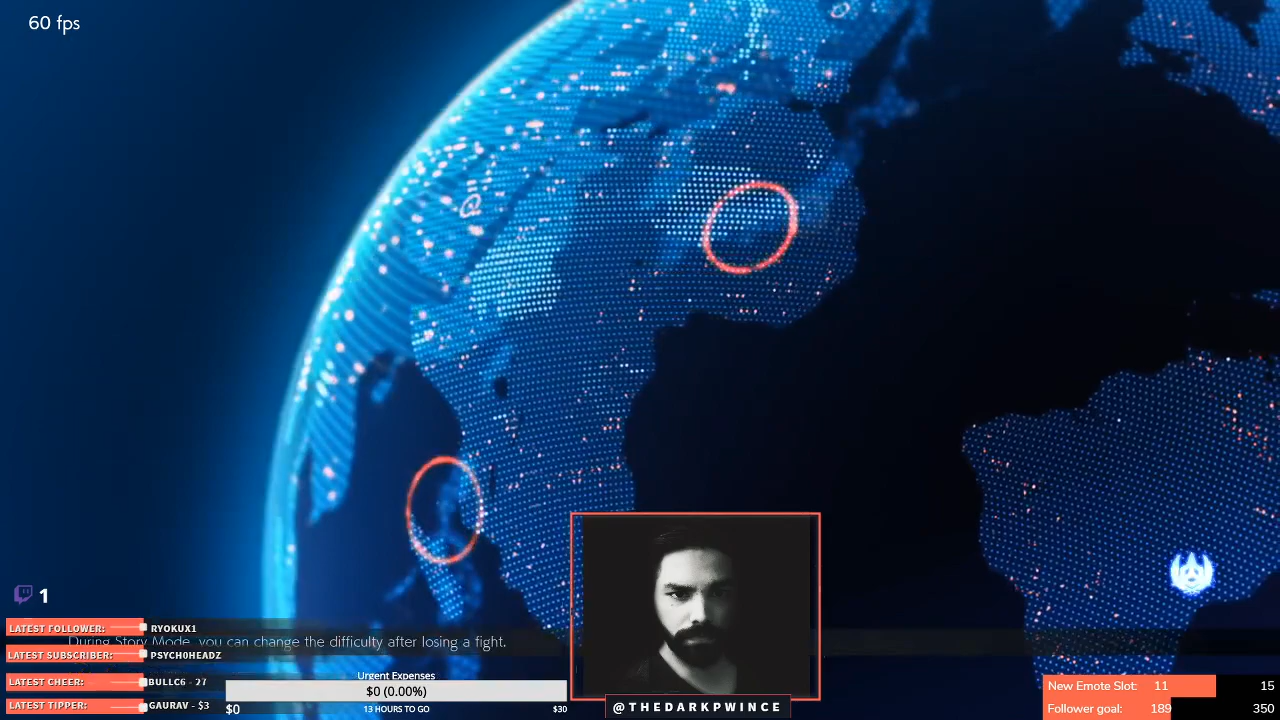 60 fps
@
1
LATEST FOLLOWER: RYOKUX1
During Story Mode, you can change the difficulty after losing a fight.
LATEST SUBSCRIBER: PSYCH0HEADZ
LATEST CHEER: BULLC6 - 27
LATEST TIPPER: GAURAV - $3
Urgent Expenses
$0 (0.00%)
$0 13 HOURS TO GO $30
@THEDARKPWINCE
New Emote Slot: 11 15
Follower goal: 189 350